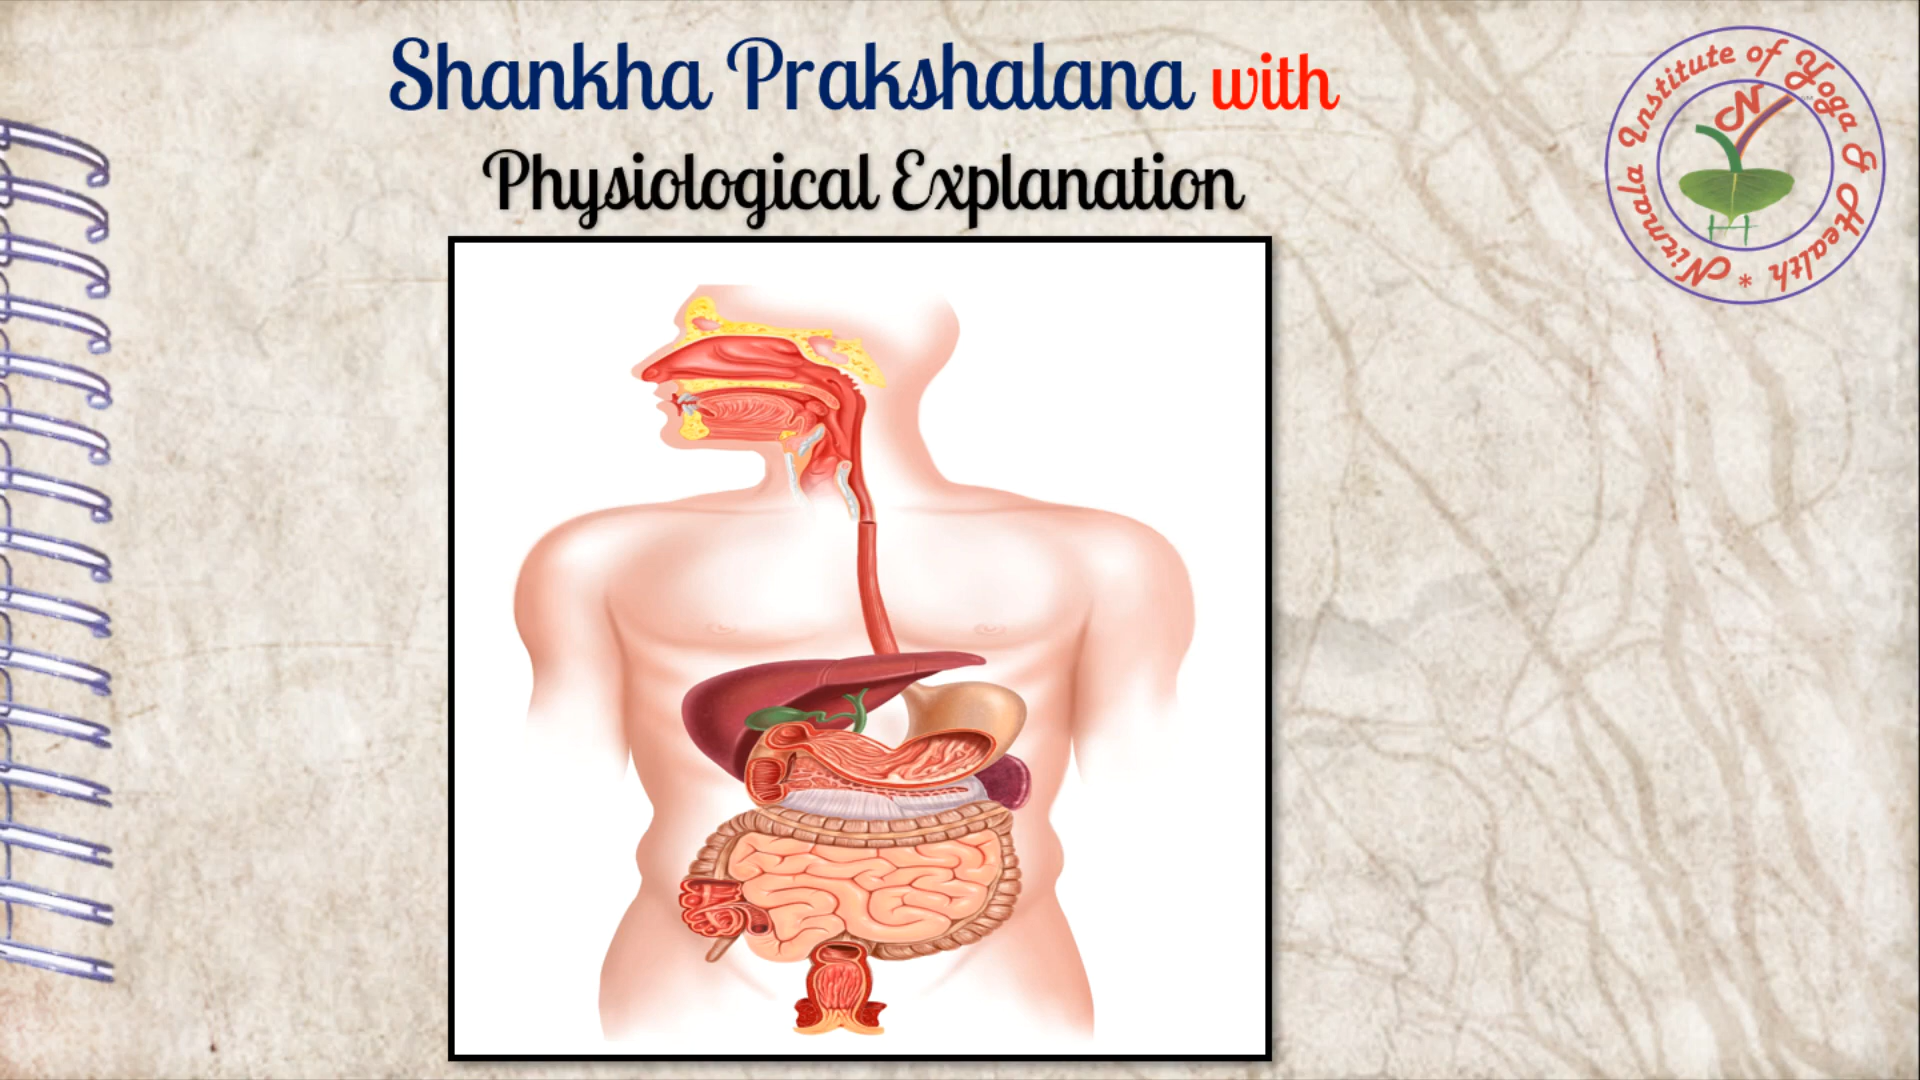 Shankha Prakshalana with
Physiological Explanation
Nirmala Institute of Yoga & Health *
N
H